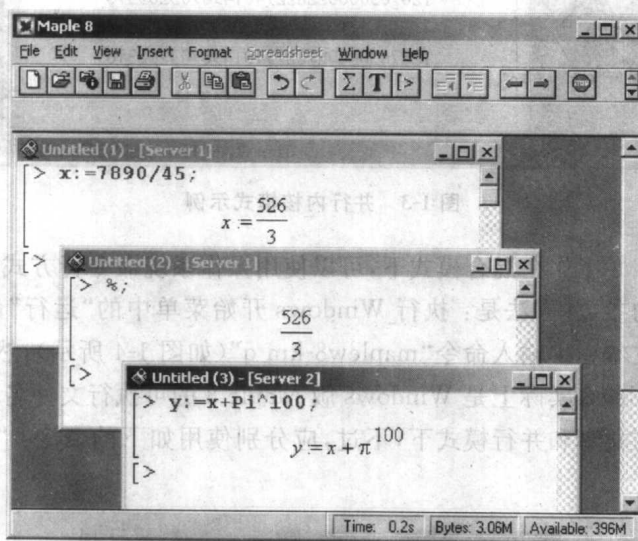 Maple 8
File Edit View Insert Format Spreadsheet Window Help
Σ T [>
Untitled (1) - [Server 1]
[> x:=7890/45;
x := 526/3
[>
Untitled (2) - [Server 1]
[> %;
526/3
[>
Untitled (3) - [Server 2]
[> y:=x+Pi^100;
y := x + π^100
[>
Time: 0.2s Bytes: 3.06M Available: 396M